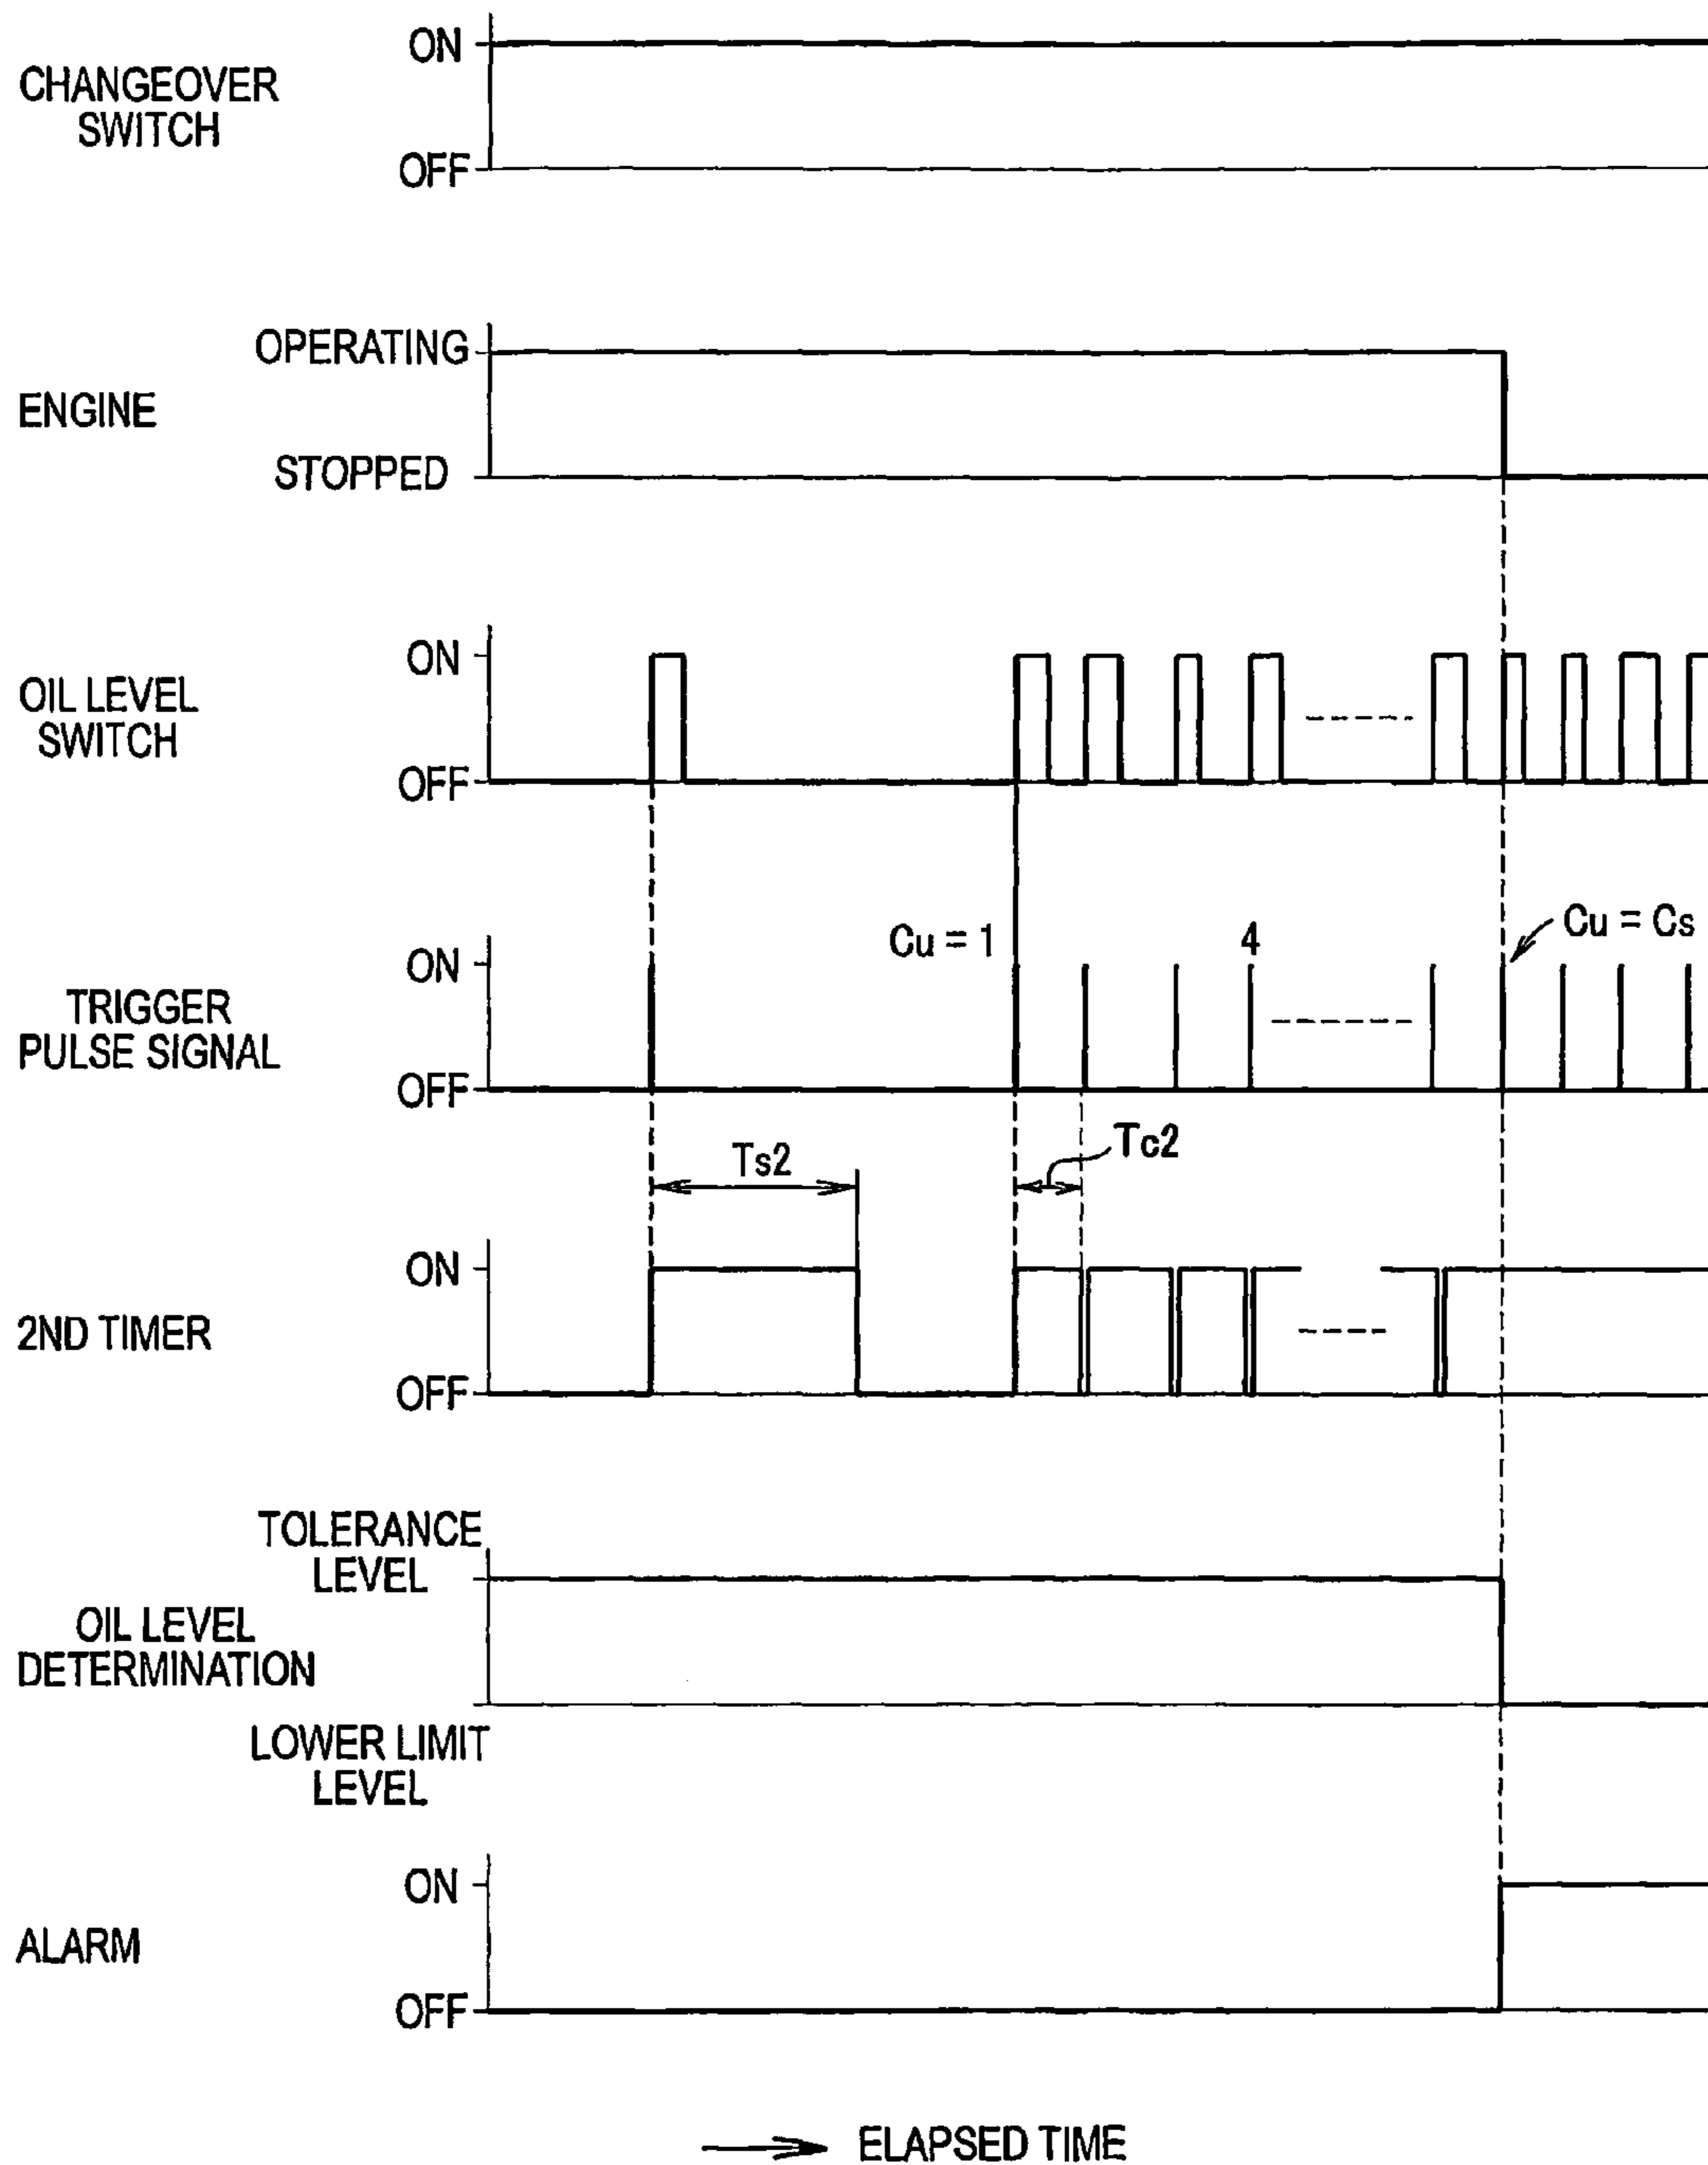 ON
CHANGEOVER
SWITCH
OFF
OPERATING
ENGINE
STOPPED
ON
OIL LEVEL
SWITCH
OFF
Cu = 1
4
Cu = Cs
ON
TRIGGER
PULSE SIGNAL
OFF
Ts2
Tc2
ON
2ND TIMER
OFF
TOLERANCE
LEVEL
OIL LEVEL
DETERMINATION
LOWER LIMIT
LEVEL
ON
ALARM
OFF
ELAPSED TIME